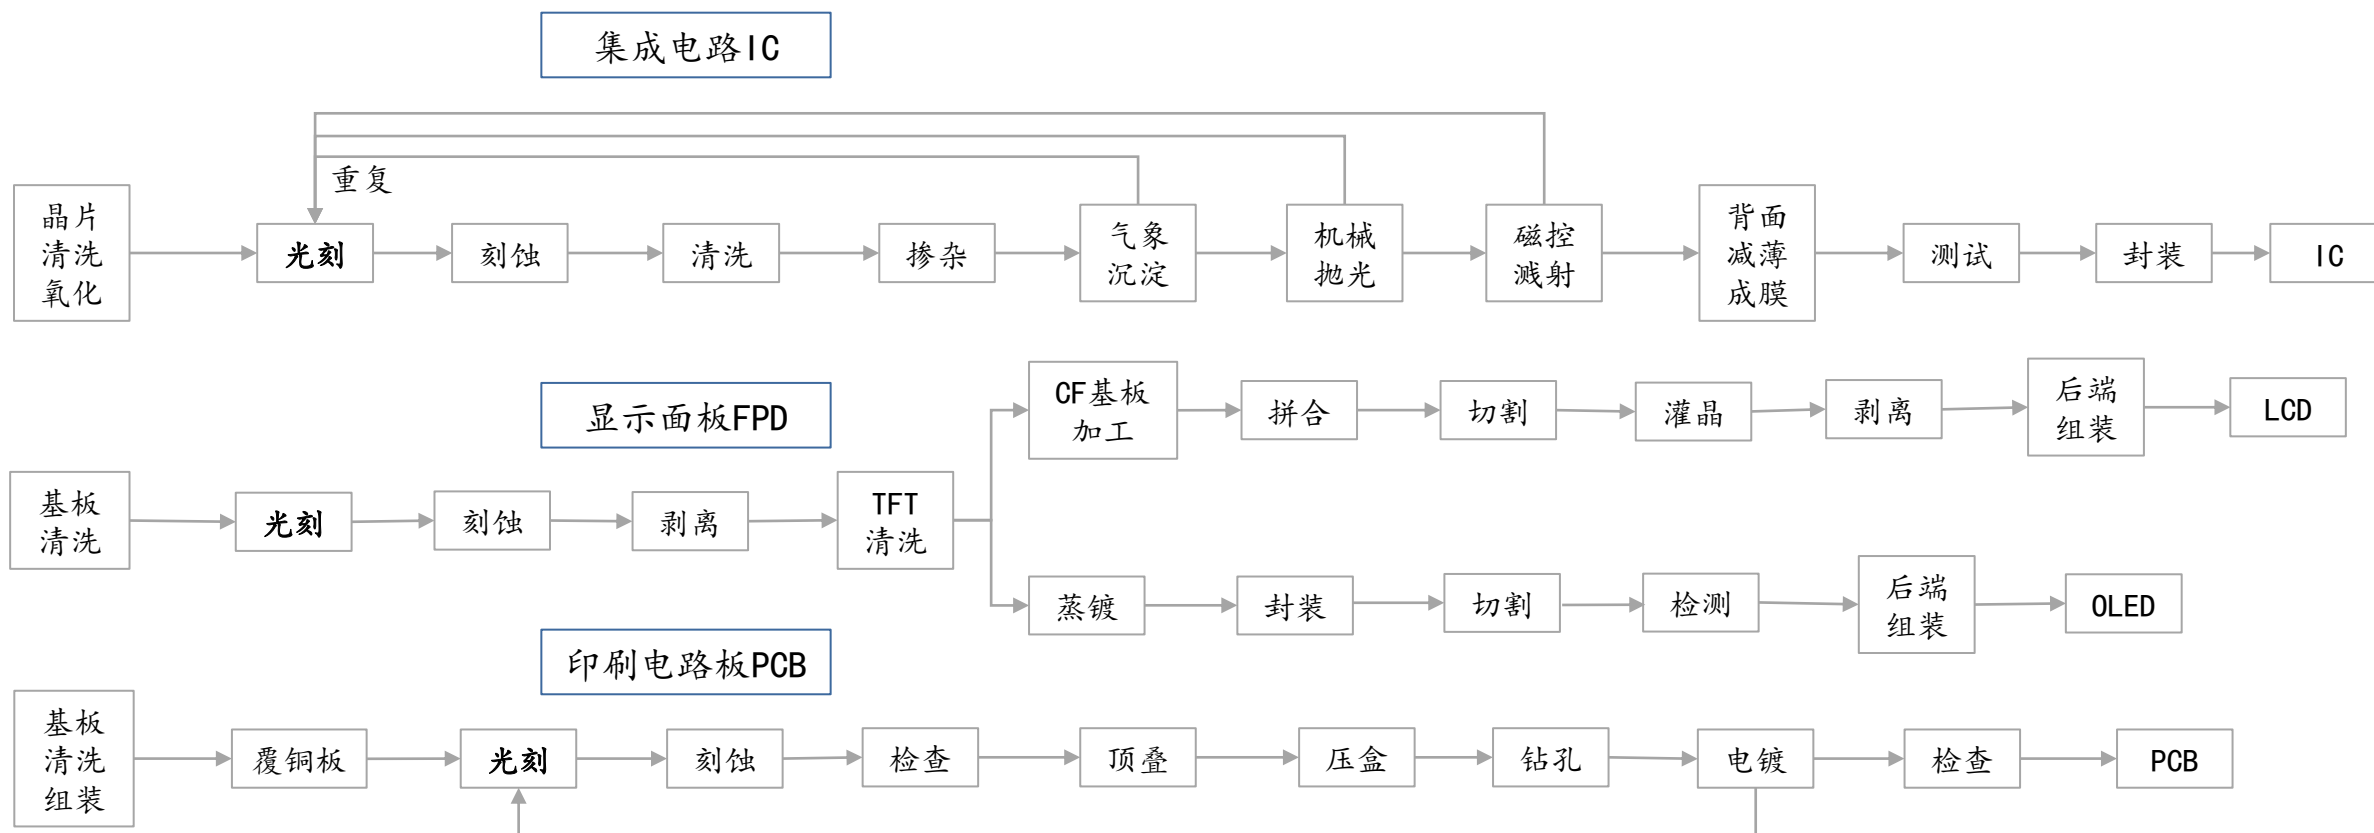 集成电路IC
重复
晶片
清洗
氧化
光刻
刻蚀
清洗
掺杂
气象
沉淀
机械
抛光
磁控
溅射
背面
减薄
成膜
测试
封装
IC
显示面板FPD
基板
清洗
光刻
刻蚀
剥离
TFT
清洗
CF基板
加工
拼合
切割
灌晶
剥离
后端
组装
LCD
蒸镀
封装
切割
检测
后端
组装
OLED
印刷电路板PCB
基板
清洗
组装
覆铜板
光刻
刻蚀
检查
顶叠
压盒
钻孔
电镀
检查
PCB